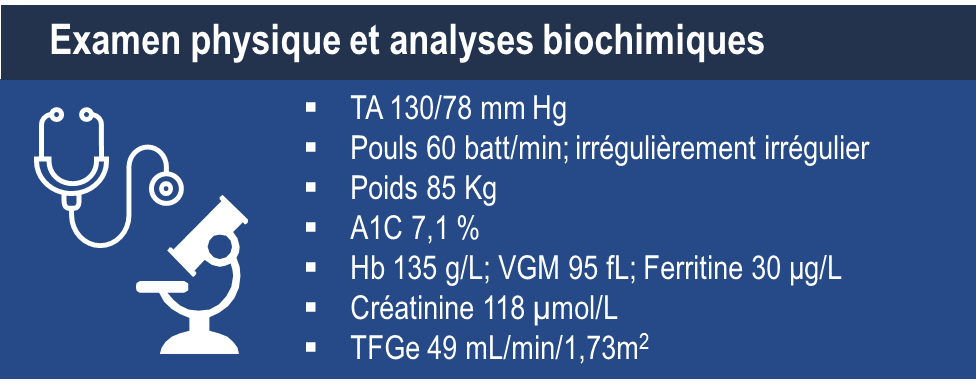 Examen physique et analyses biochimiques
▪ TA 130/78 mm Hg
▪ Pouls 60 batt/min; irrégulièrement irrégulier
▪ Poids 85 Kg
▪ A1C 7,1 %
▪ Hb 135 g/L; VGM 95 fL; Ferritine 30 µg/L
▪ Créatinine 118 µmol/L
▪ TFGe 49 mL/min/1,73m²